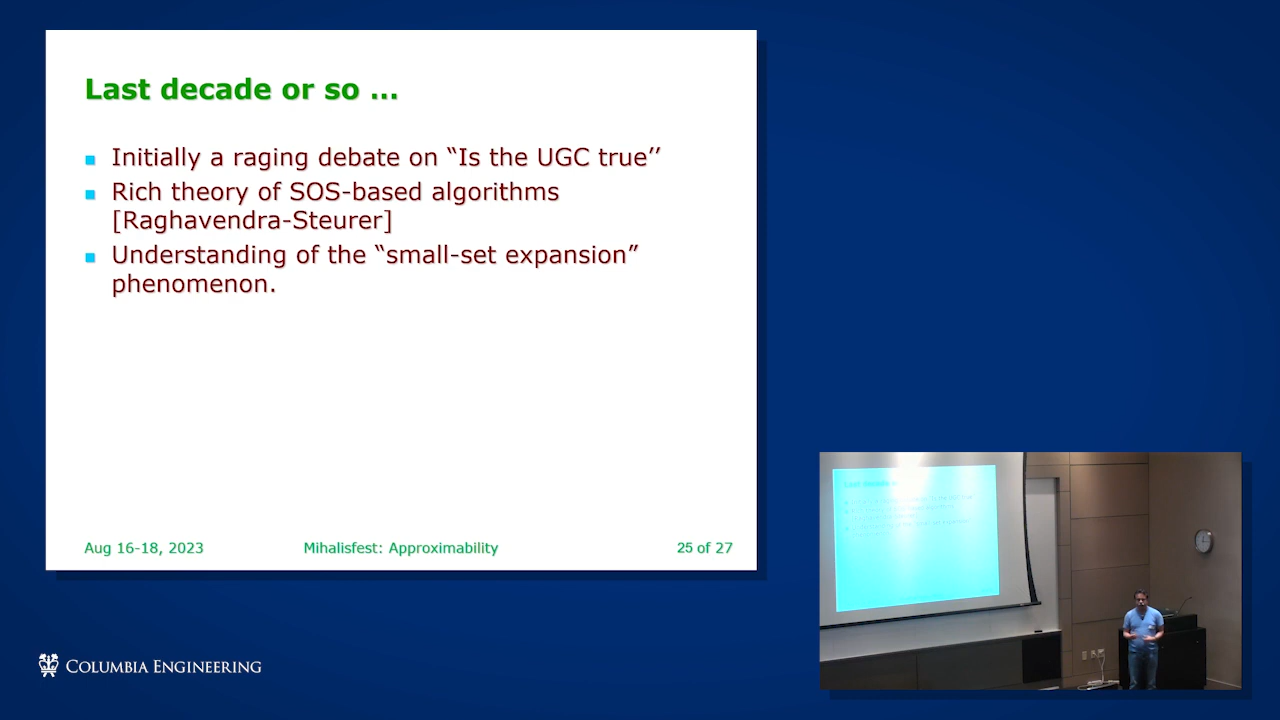 Last decade or so ...
Initially a raging debate on “Is the UGC true’’
Rich theory of SOS-based algorithms
[Raghavendra-Steurer]
Understanding of the “small-set expansion”
phenomenon.
Aug 16-18, 2023 Mihalisfest: Approximability 25 of 27
COLUMBIA ENGINEERING